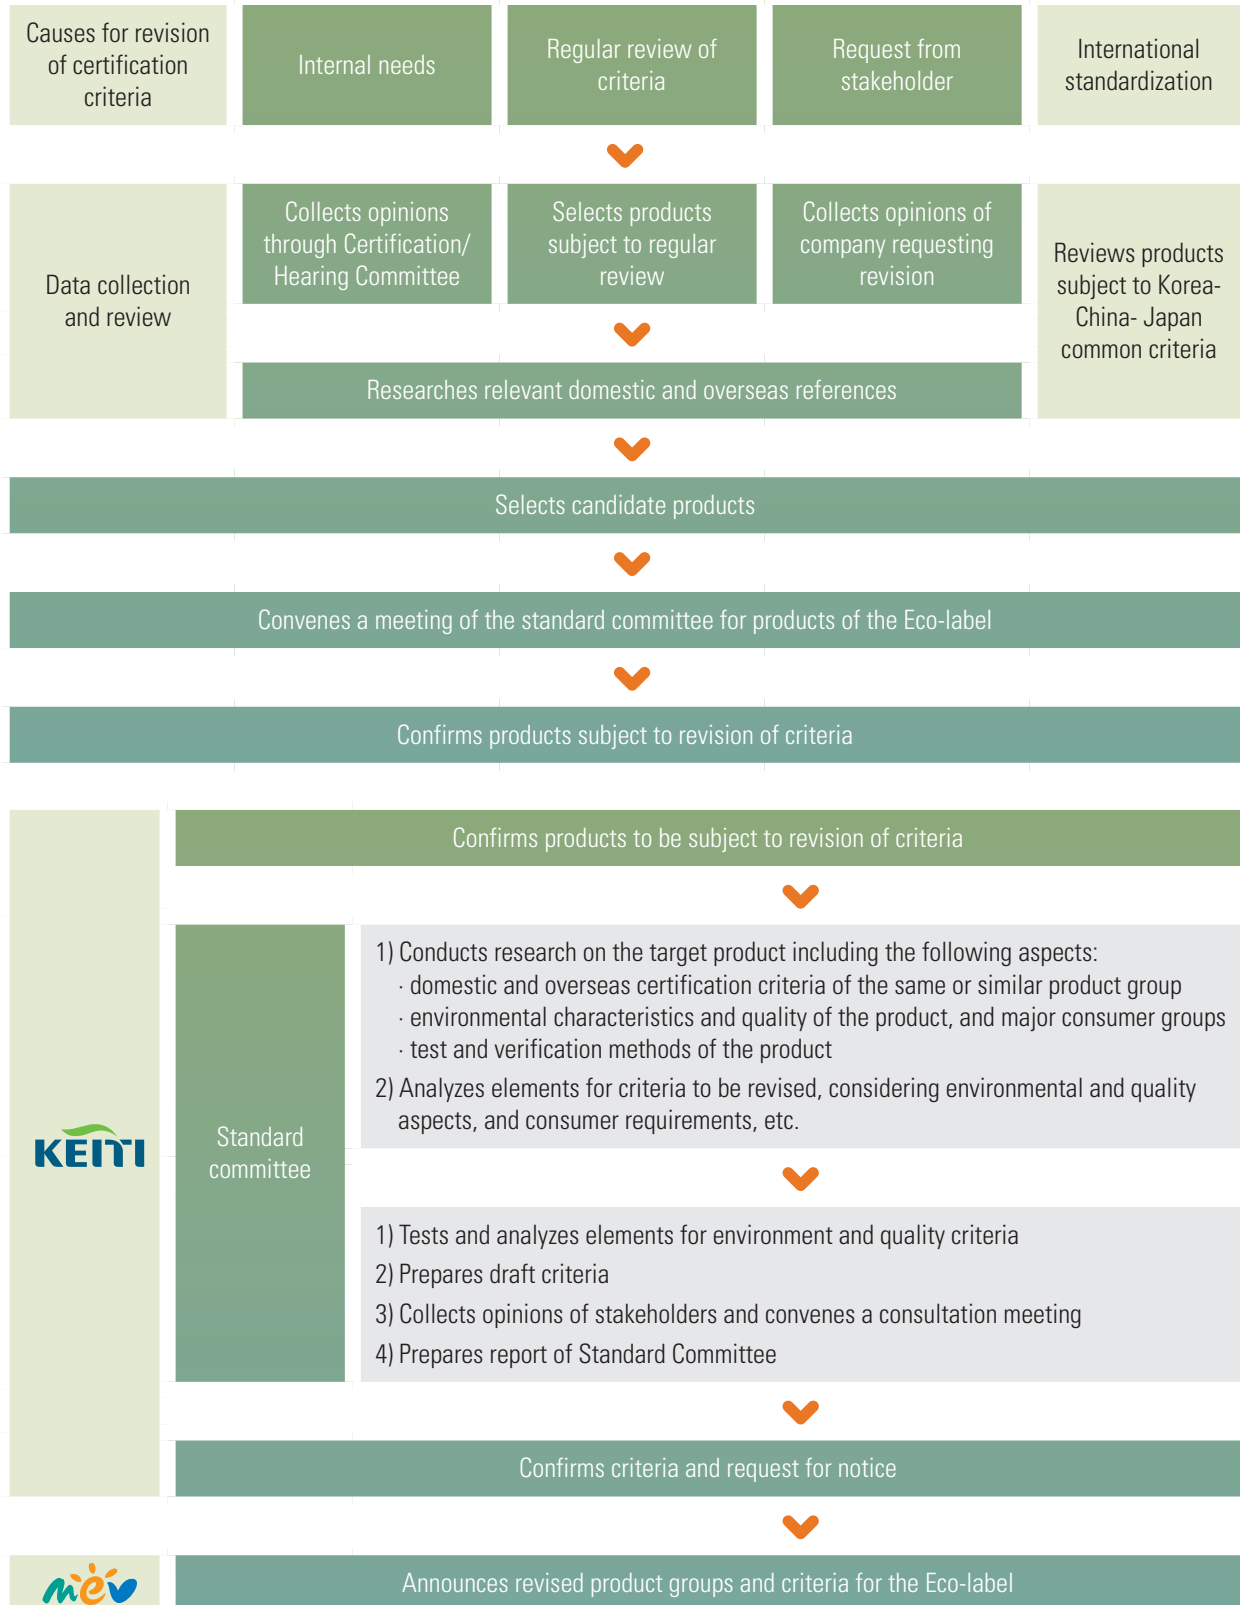 Causes for revision
of certification
criteria
Internal needs
Regular review of
criteria
Request from
stakeholder
International
standardization
Data collection
and review
Collects opinions
through Certification/
Hearing Committee
Selects products
subject to regular
review
Collects opinions of
company requesting
revision
Reviews products
subject to Korea-
China- Japan
common criteria
Researches relevant domestic and overseas references
Selects candidate products
Convenes a meeting of the standard committee for products of the Eco-label
Confirms products subject to revision of criteria
KEITI
Confirms products to be subject to revision of criteria
Standard
committee
1) Conducts research on the target product including the following aspects:
· domestic and overseas certification criteria of the same or similar product group
· environmental characteristics and quality of the product, and major consumer groups
· test and verification methods of the product
2) Analyzes elements for criteria to be revised, considering environmental and quality
aspects, and consumer requirements, etc.
1) Tests and analyzes elements for environment and quality criteria
2) Prepares draft criteria
3) Collects opinions of stakeholders and convenes a consultation meeting
4) Prepares report of Standard Committee
Confirms criteria and request for notice
mev
Announces revised product groups and criteria for the Eco-label